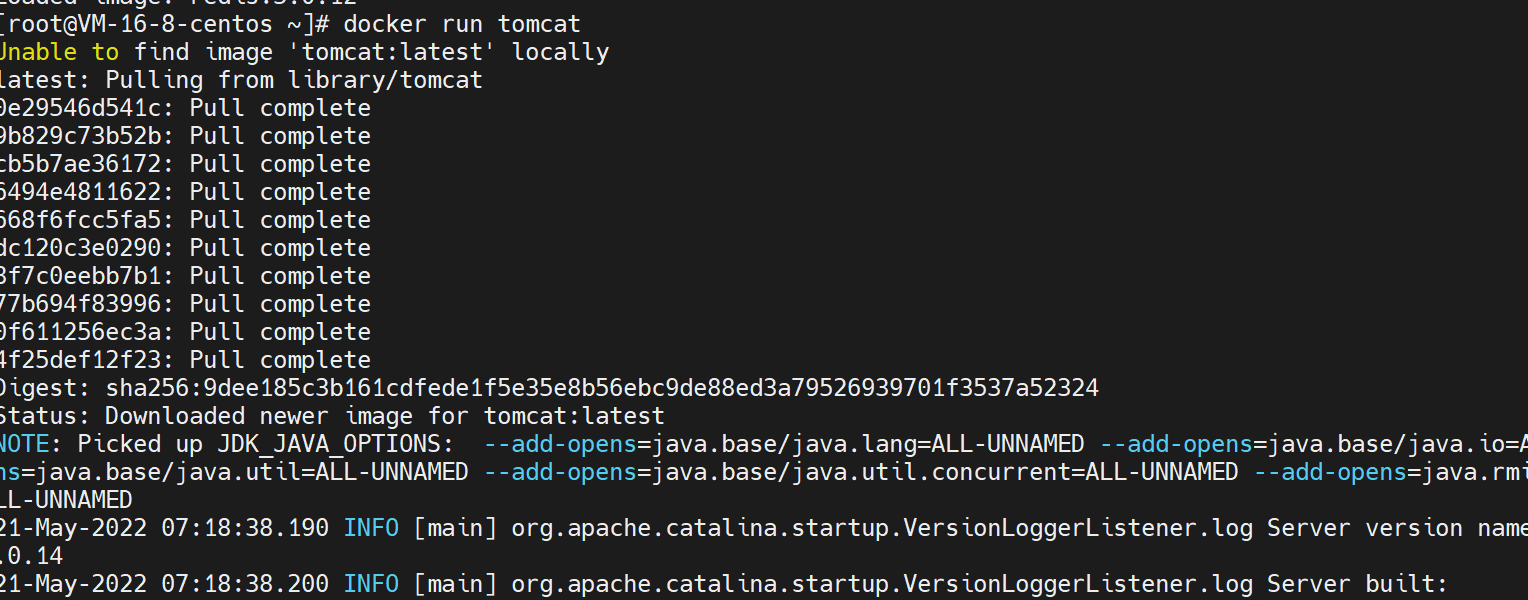 Loaded image: redis:5.0.12
[root@VM-16-8-centos ~]# docker run tomcat
Unable to find image 'tomcat:latest' locally
latest: Pulling from library/tomcat
0e29546d541c: Pull complete
9b829c73b52b: Pull complete
cb5b7ae36172: Pull complete
6494e4811622: Pull complete
668f6fcc5fa5: Pull complete
dc120c3e0290: Pull complete
8f7c0eebb7b1: Pull complete
77b694f83996: Pull complete
0f611256ec3a: Pull complete
4f25def12f23: Pull complete
Digest: sha256:9dee185c3b161cdfede1f5e35e8b56ebc9de88ed3a79526939701f3537a52324
Status: Downloaded newer image for tomcat:latest
NOTE: Picked up JDK_JAVA_OPTIONS:  --add-opens=java.base/java.lang=ALL-UNNAMED --add-opens=java.base/java.io=A
ns=java.base/java.util=ALL-UNNAMED --add-opens=java.base/java.util.concurrent=ALL-UNNAMED --add-opens=java.rmi
LL-UNNAMED
21-May-2022 07:18:38.190 INFO [main] org.apache.catalina.startup.VersionLoggerListener.log Server version name
.0.14
21-May-2022 07:18:38.200 INFO [main] org.apache.catalina.startup.VersionLoggerListener.log Server built: